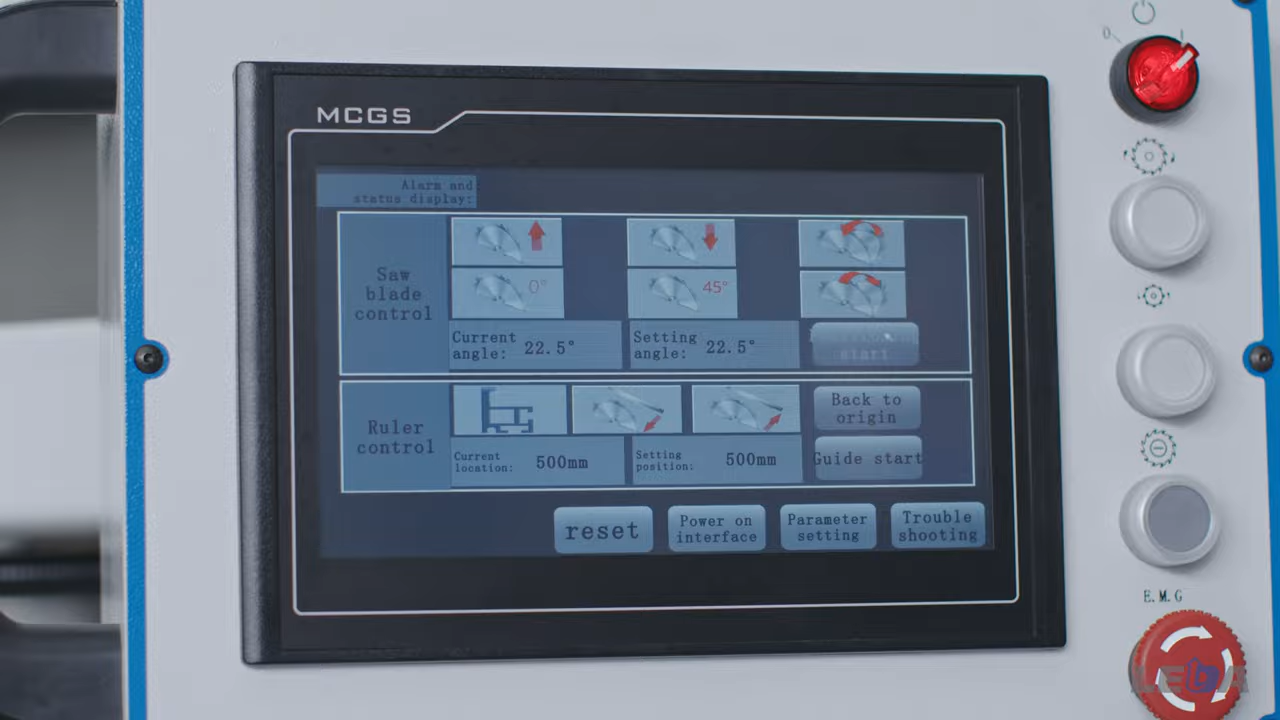 MCGS
Alarm and
status display:
Saw
blade
control
0°
45°
Current
angle: 22.5°
Setting
angle: 22.5°
start
Ruler
control
Back to
origin
Current
location: 500mm
Setting
position: 500mm
Guide start
reset
Power on
interface
Parameter
setting
Trouble
shooting
0
E.M.G